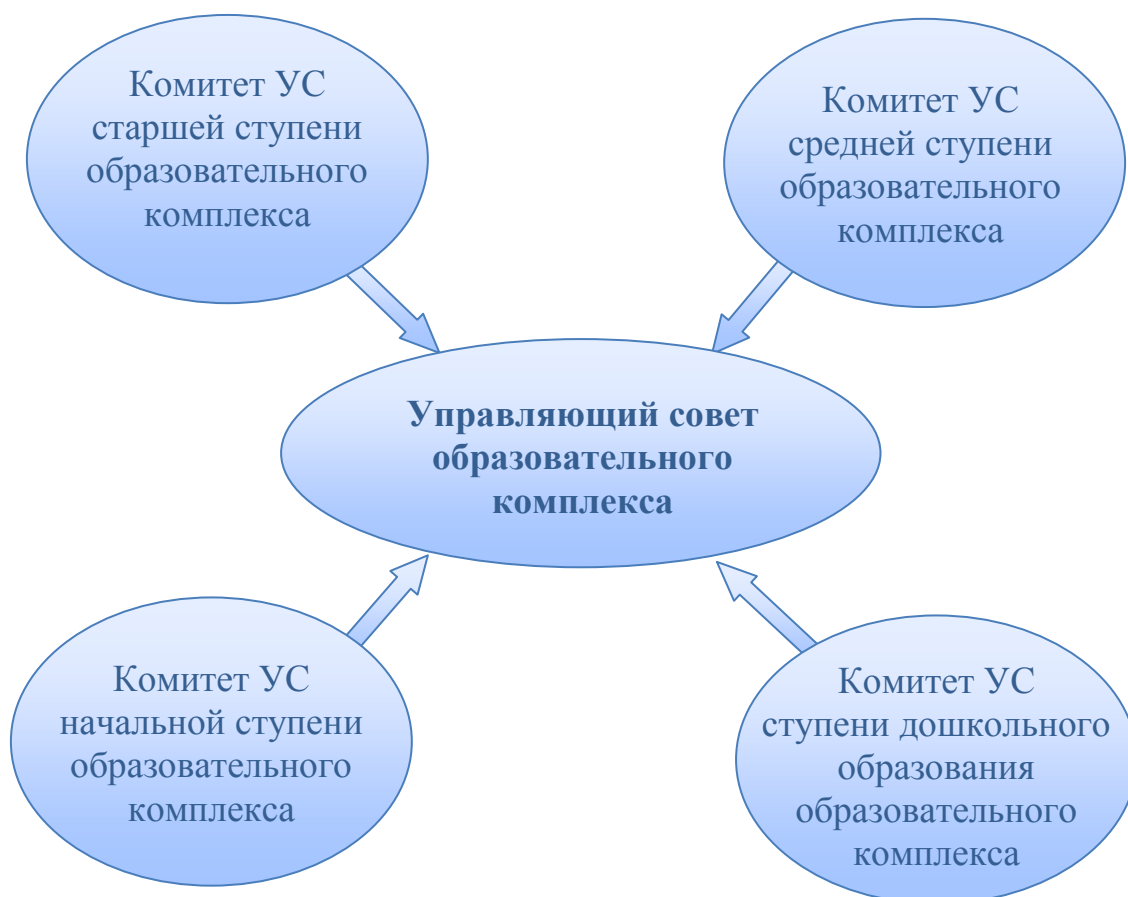 Комитет УС
старшей ступени
образовательного
комплекса
Комитет УС
средней ступени
образовательного
комплекса
Управляющий совет
образовательного
комплекса
Комитет УС
начальной ступени
образовательного
комплекса
Комитет УС
ступени дошкольного
образования
образовательного
комплекса